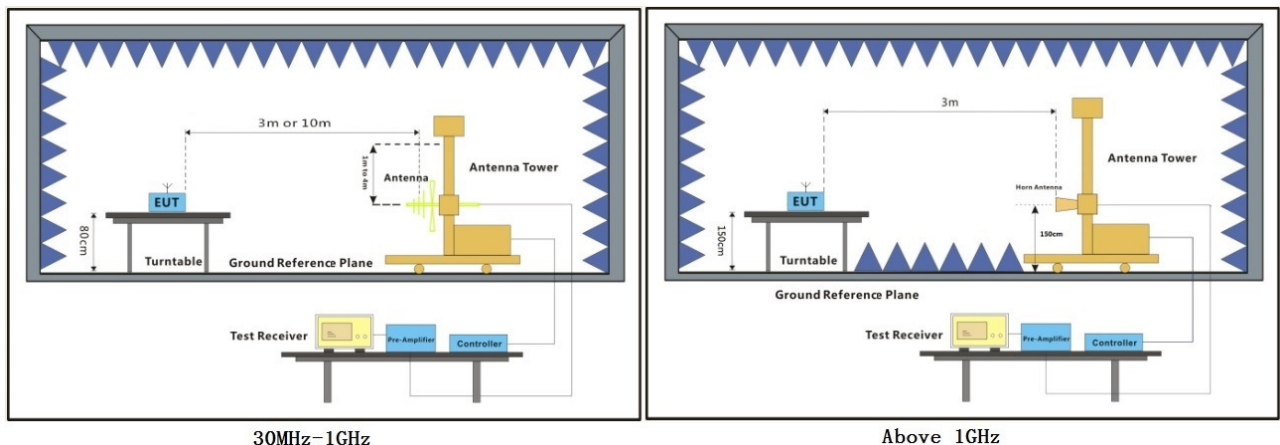 3m or 10m
1m to 4m
Antenna
Antenna Tower
EUT
80cm
Turntable
Ground Reference Plane
Test Receiver
Pre-Amplifier
Controller
30MHz-1GHz
3m
Antenna Tower
Horn Antenna
EUT
150cm
150cm
Turntable
Ground Reference Plane
Test Receiver
Pre-Amplifier
Controller
Above 1GHz